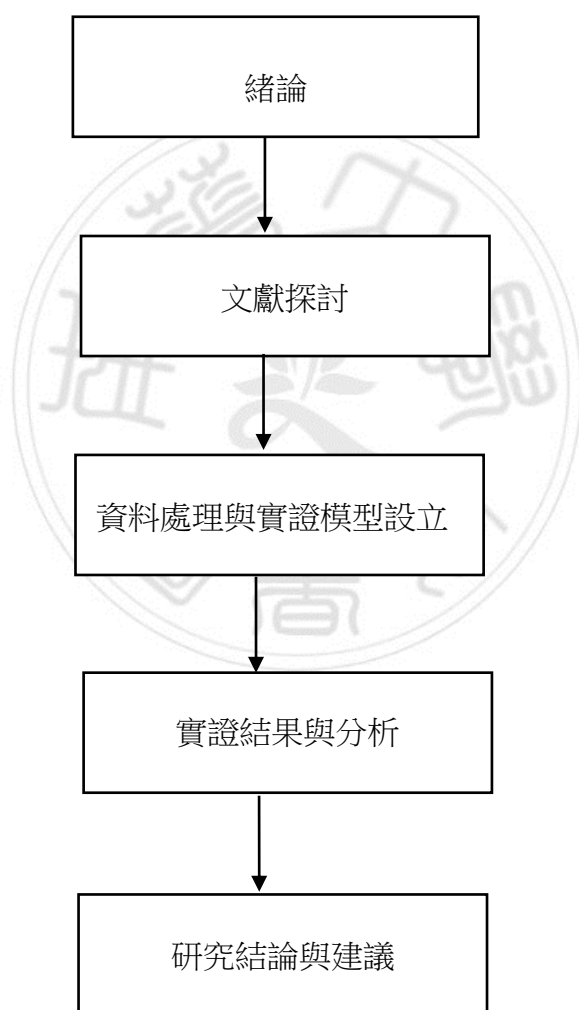 緒論
文獻探討
資料處理與實證模型設立
實證結果與分析
研究結論與建議